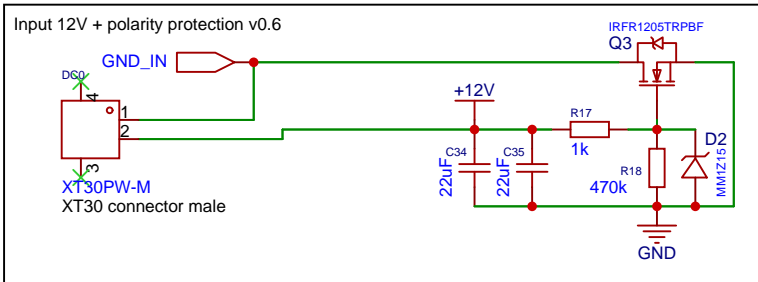 Input 12V + polarity protection v0.6
IRFR1205TRPBF
Q3
GND_IN
DC0
4
1
2
3
+12V
R17
1k
C34
22uF
C35
22uF
R18
470k
D2
MM1Z15
XT30PW-M
XT30 connector male
GND